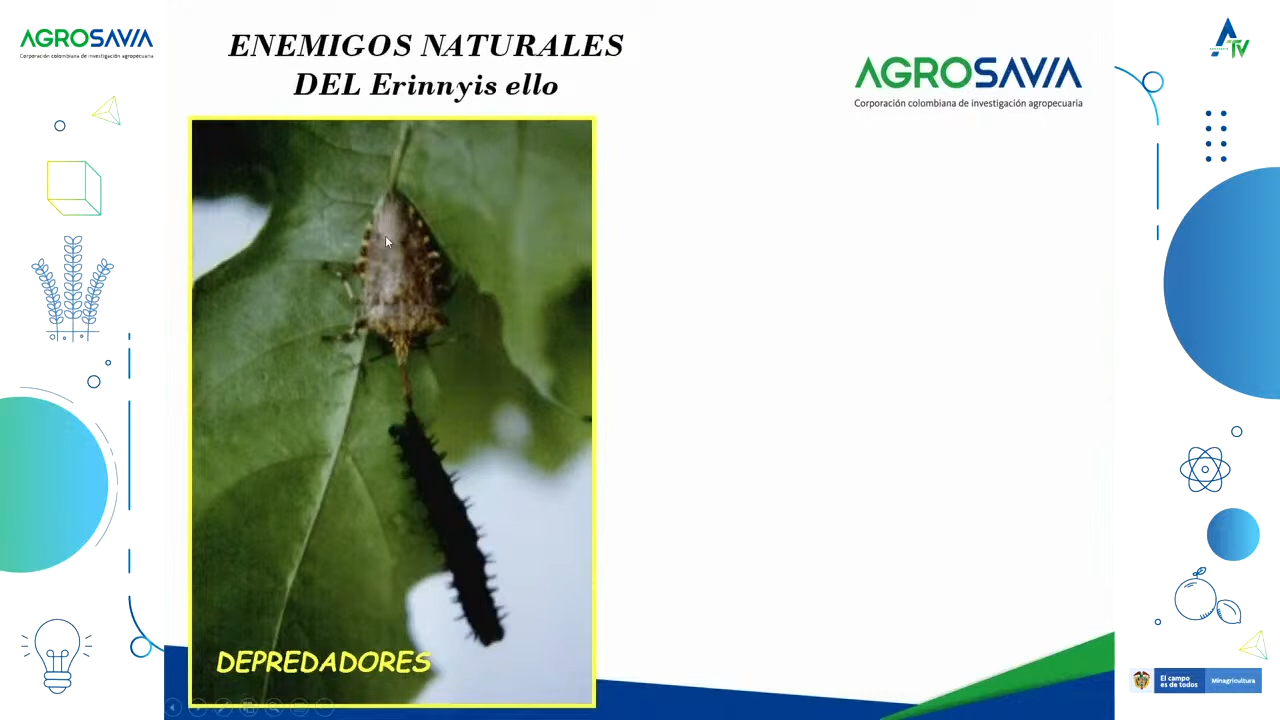 AGROSAVIA
Corporación colombiana de investigación agropecuaria
ENEMIGOS NATURALES
DEL Erinnyis ello
AGROSAVIA
Corporación colombiana de investigación agropecuaria
TV
DEPREDADORES
El campo
es de todos
Minagricultura